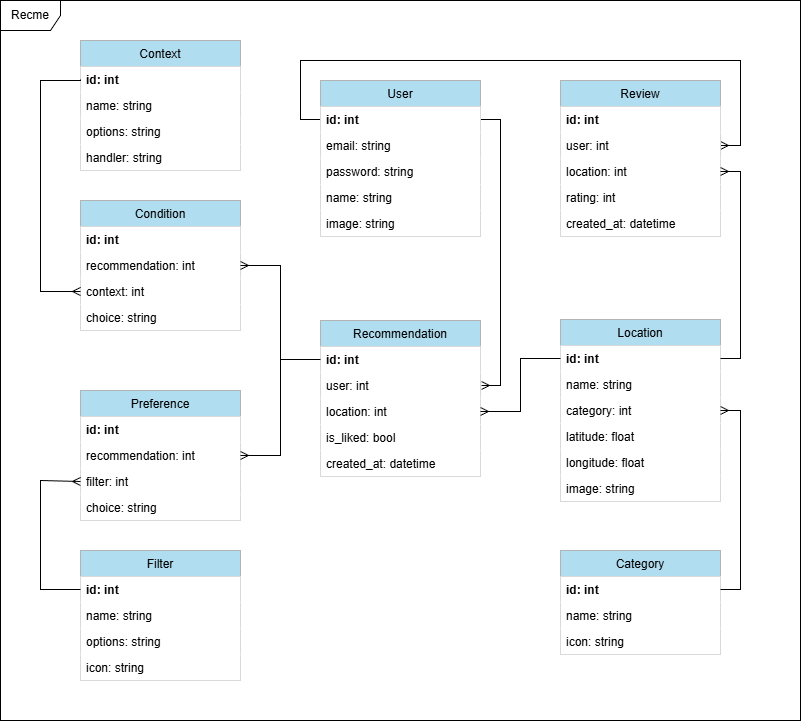 Recme
Context
id: int
name: string
options: string
handler: string
User
id: int
email: string
password: string
name: string
image: string
Review
id: int
user: int
location: int
rating: int
created_at: datetime
Condition
id: int
recommendation: int
context: int
choice: string
Recommendation
id: int
user: int
location: int
is_liked: bool
created_at: datetime
Location
id: int
name: string
category: int
latitude: float
longitude: float
image: string
Preference
id: int
recommendation: int
filter: int
choice: string
Filter
id: int
name: string
options: string
icon: string
Category
id: int
name: string
icon: string